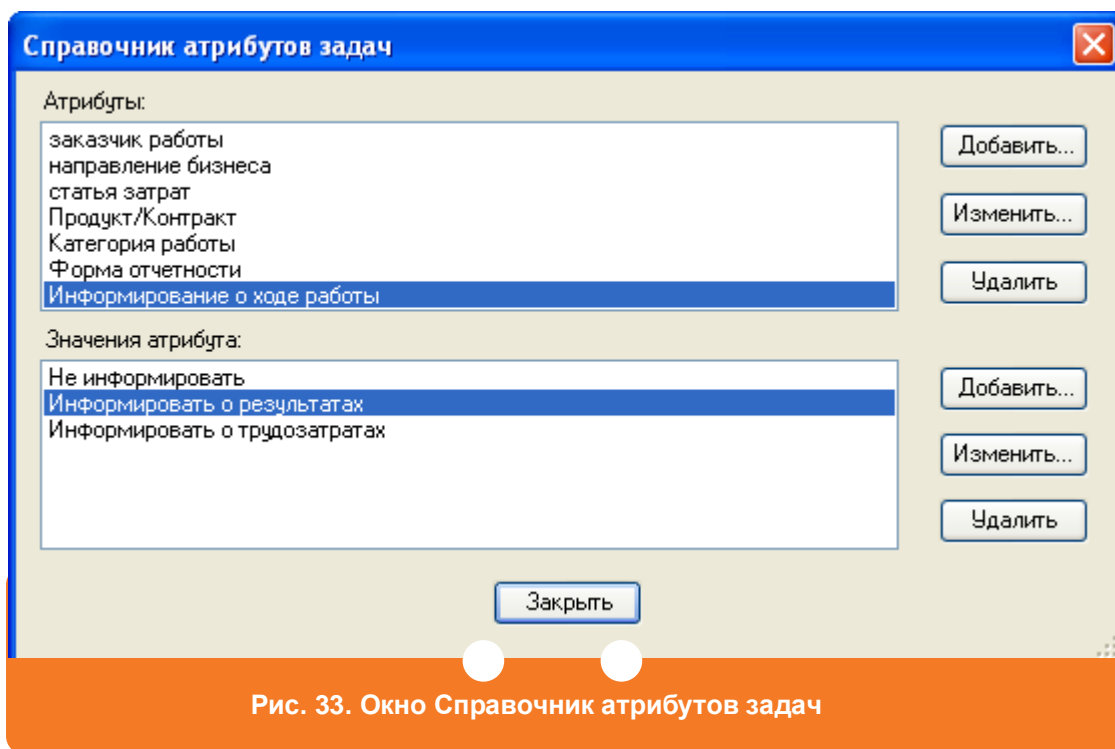 Справочник атрибутов задач
Атрибуты:
заказчик работы
направление бизнеса
статья затрат
Продукт/Контракт
Категория работы
Форма отчетности
Информирование о ходе работы
Добавить...
Изменить...
Удалить
Значения атрибута:
Не информировать
Информировать о результатах
Информировать о трудозатратах
Добавить...
Изменить...
Удалить
Закрыть
Рис. 33. Окно Справочник атрибутов задач